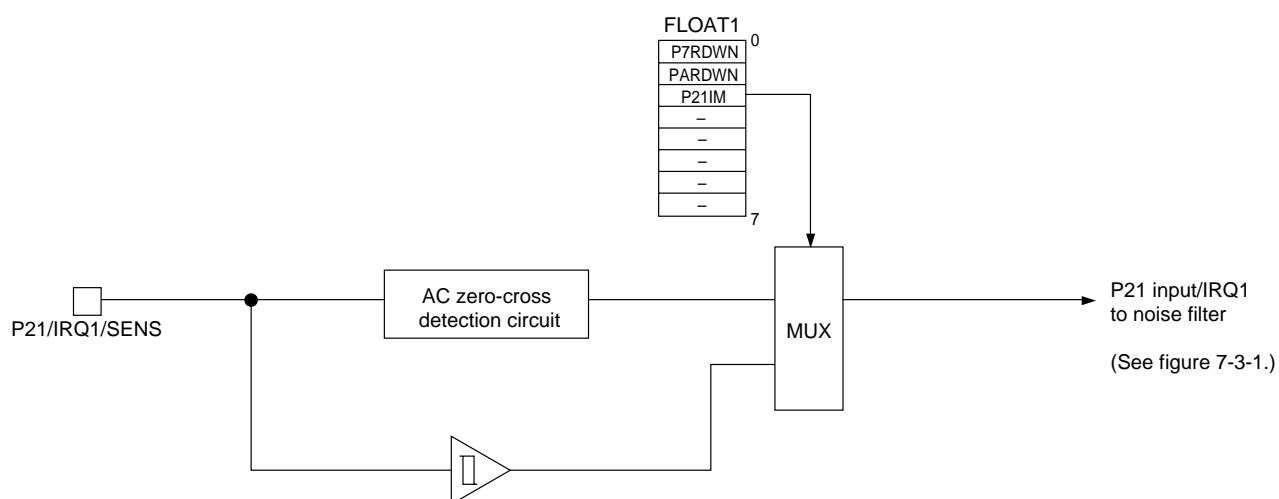 FLOAT1
0
P7RDWN
PARDWN
P21IM
–
–
–
–
–
7
P21/IRQ1/SENS
AC zero-cross
detection circuit
MUX
P21 input/IRQ1
to noise filter
(See figure 7-3-1.)